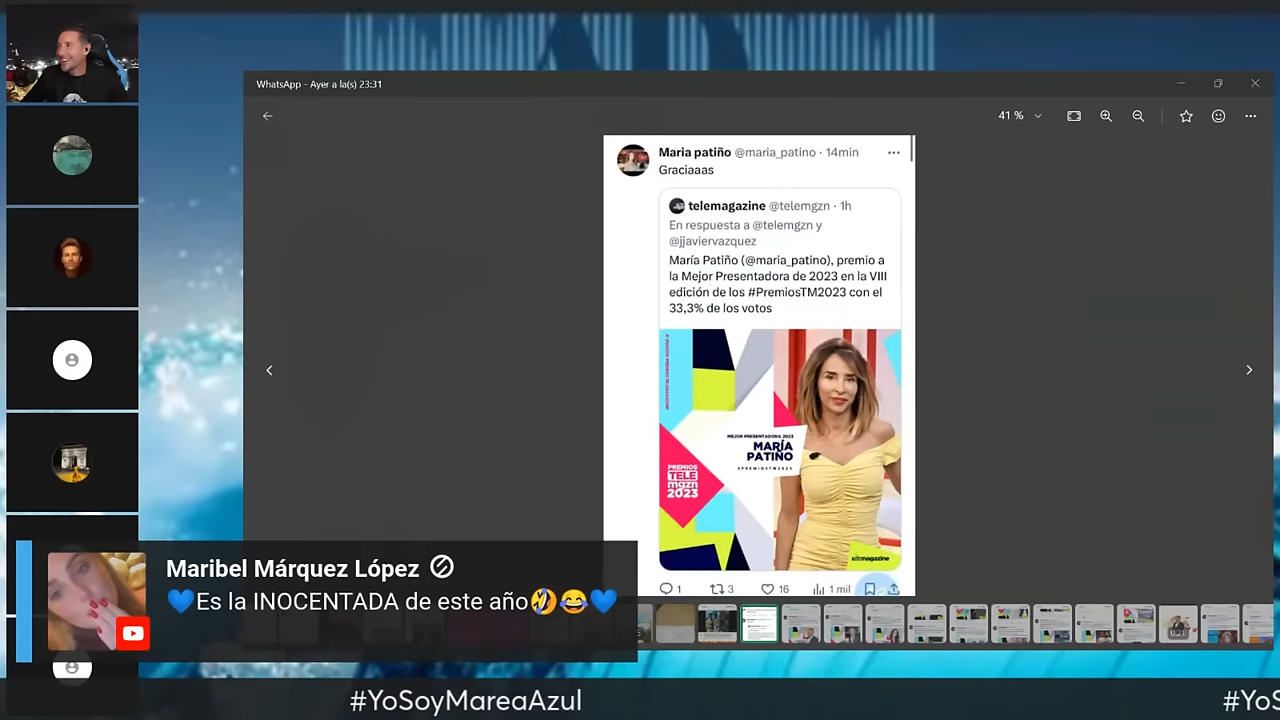 WhatsApp - Ayer a la(s) 23:31
41 %
Maria patiño @maria_patino · 14min
Graciaaas
telemagazine @telemgzn · 1h
En respuesta a @telemgzn y
@jjaviervazquez
María Patiño (@maria_patino), premio a
la Mejor Presentadora de 2023 en la VIII
edición de los #PremiosTM2023 con el
33,3% de los votos
MEJOR PRESENTADORA 2023
MARÍA
PATIÑO
#PREMIOSTM2023
PREMIOS
TELE
mgzn
2023
1 3 16 1 mil
Maribel Márquez López
💙Es la INOCENTADA de este año🤣😂💙
0:21
#YoSoyMareaAzul
#YoS